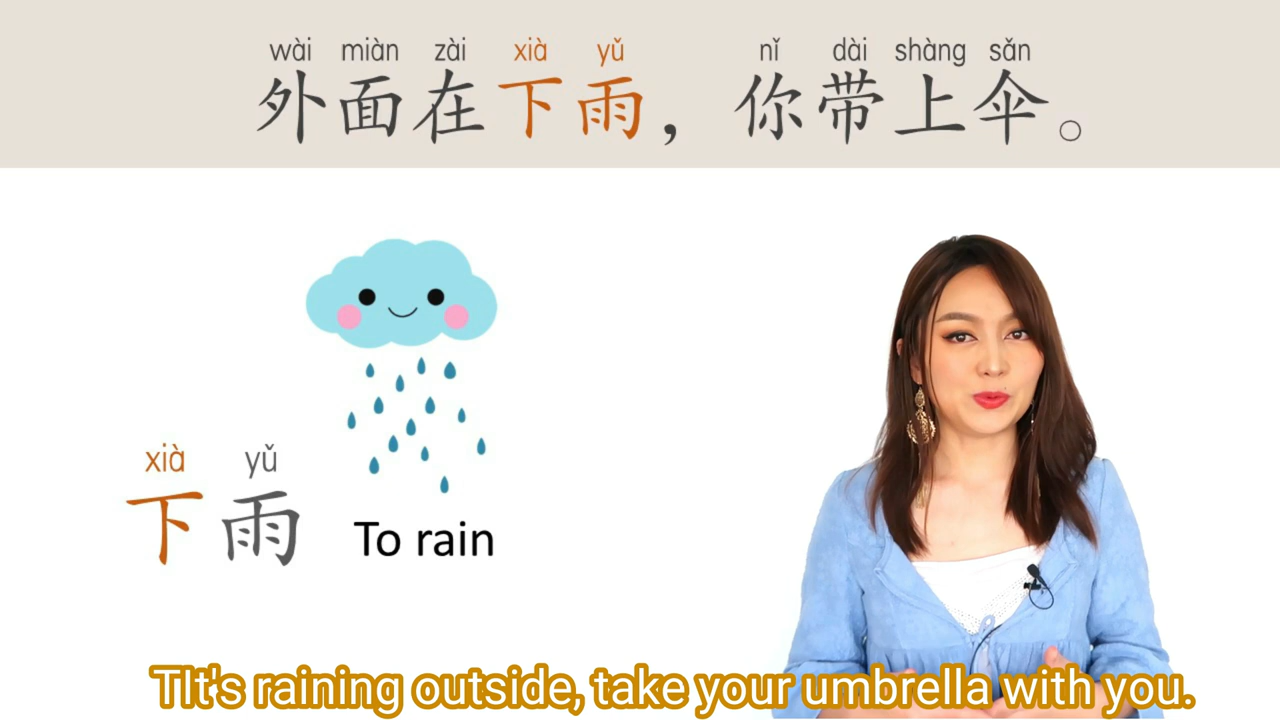 wài miàn zài xià yǔ nǐ dài shàng sǎn
外面在下雨，你带上伞。
xià yǔ
下雨 To rain
TIt's raining outside, take your umbrella with you.